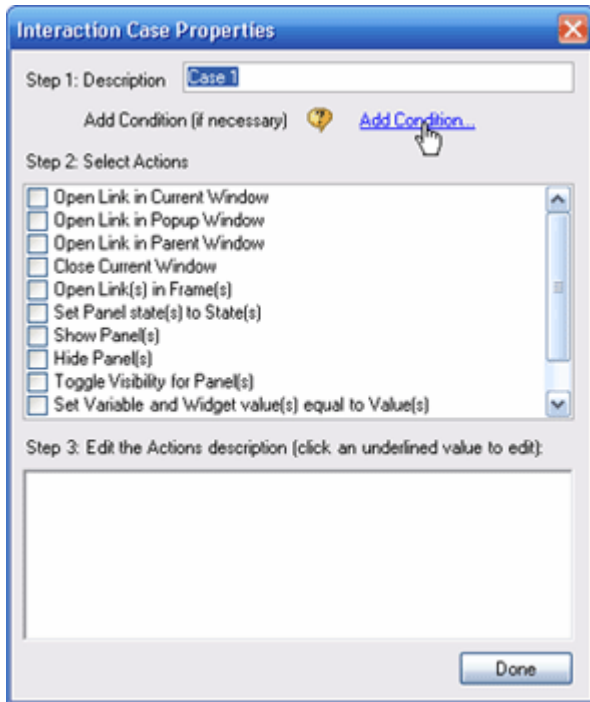 Interaction Case Properties
Step 1: Description Case 1
Add Condition (if necessary) ? Add Condition...
Step 2: Select Actions
Open Link in Current Window
Open Link in Popup Window
Open Link in Parent Window
Close Current Window
Open Link(s) in Frame(s)
Set Panel state(s) to State(s)
Show Panel(s)
Hide Panel(s)
Toggle Visibility for Panel(s)
Set Variable and Widget value(s) equal to Value(s)
Step 3: Edit the Actions description (click an underlined value to edit):
Done